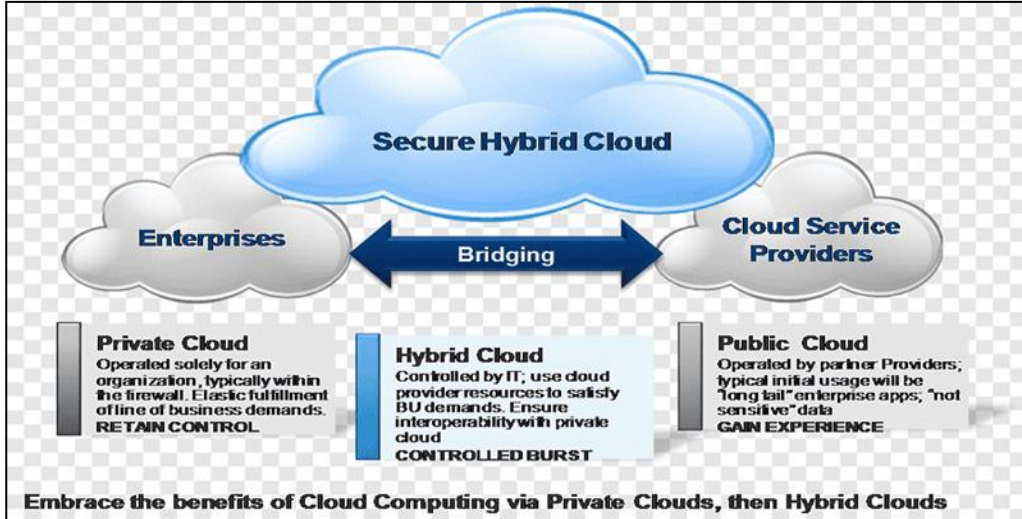 Secure Hybrid Cloud
Enterprises
Bridging
Cloud Service
Providers
Private Cloud
Operated solely for an
organization, typically within
the firewall. Elastic fulfillment
of line of business demands.
RETAIN CONTROL
Hybrid Cloud
Controlled by IT; use cloud
provider resources to satisfy
BU demands. Ensure
interoperability with private
cloud
CONTROLLED BURST
Public Cloud
Operated by partner Providers;
typical initial usage will be
"long tail" enterprise apps; "not
sensitive" data
GAIN EXPERIENCE
Embrace the benefits of Cloud Computing via Private Clouds, then Hybrid Clouds